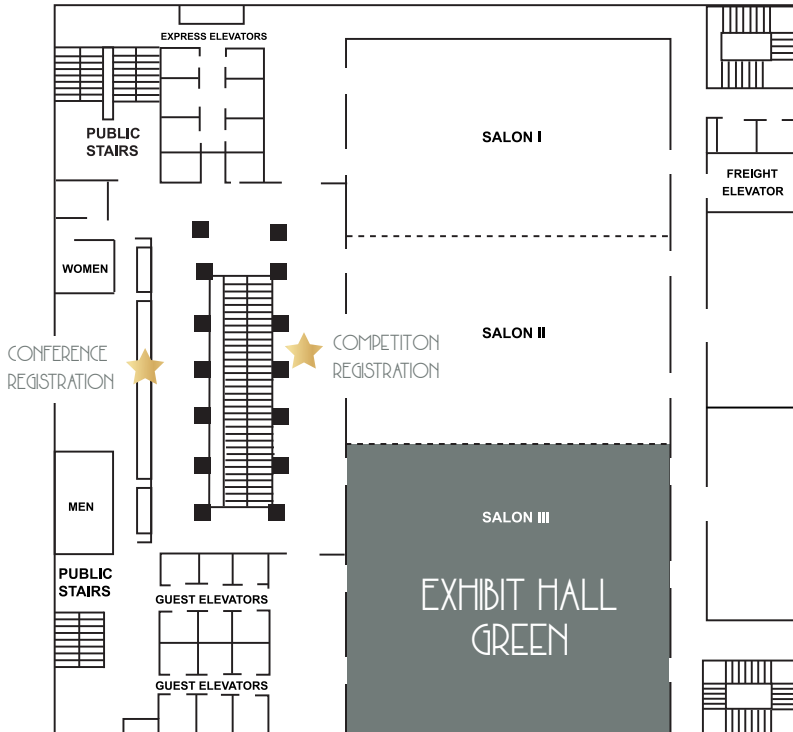 EXPRESS ELEVATORS
PUBLIC
STAIRS
SALON I
FREIGHT
ELEVATOR
WOMEN
SALON II
CONFERENCE
REGISTRATION
COMPETITON
REGISTRATION
MEN
SALON III
PUBLIC
STAIRS
EXHIBIT HALL
GREEN
GUEST ELEVATORS
GUEST ELEVATORS